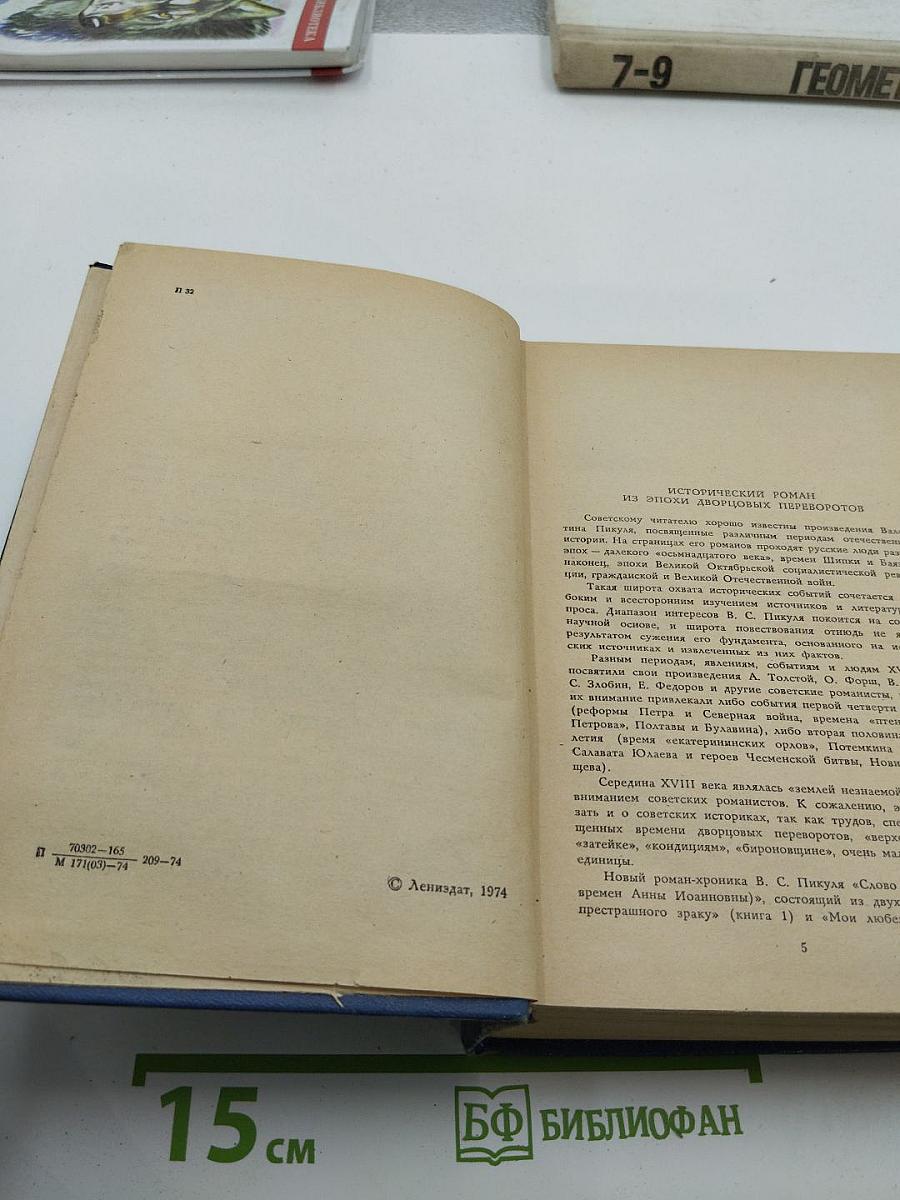 БИБЛИОТЕКА
7-9 ГЕОМЕТ
П 32
П 70302—165 209—74
М 171(03)—74
© Лениздат, 1974
ИСТОРИЧЕСКИЙ РОМАН
ИЗ ЭПОХИ ДВОРЦОВЫХ ПЕРЕВОРОТОВ
Советскому читателю хорошо известны произведения Вале
тина Пикуля, посвященные различным периодам отечествен
истории. На страницах его романов проходят русские люди раз
эпох — далекого «осьмнадцатого века», времен Шипки и Бая
наконец, эпохи Великой Октябрьской социалистической рев
ции, гражданской и Великой Отечественной войн.
Такая широта охвата исторических событий сочетается
боким и всесторонним изучением источников и литератур
проса. Диапазон интересов В. С. Пикуля покоится на со
научной основе, и широта повествования отнюдь не я
результатом сужения его фундамента, основанного на ис
ских источниках и извлеченных из них фактов.
Разным периодам, явлениям, событиям и людям XV
посвятили свои произведения А. Толстой, О. Форш, В.
С. Злобин, Е. Федоров и другие советские романисты,
их внимание привлекали либо события первой четверти
(реформы Петра и Северная война, времена «птен
Петрова», Полтавы и Булавина), либо вторая половин
летия (время «екатерининских орлов», Потемкина
Салавата Юлаева и героев Чесменской битвы, Нови
щева).
Середина XVIII века являлась «землей незнаемой
вниманием советских романистов. К сожалению, э
зать и о советских историках, так как трудов, спе
щенных времени дворцовых переворотов, «верхо
«затейке», «кондициям», «бироновщине», очень мал
единицы.
Новый роман-хроника В. С. Пикуля «Слово
времен Анны Иоанновны)», состоящий из двух
престрашного зраку» (книга 1) и «Мои любе
5
15 см
БФ БИБЛИОФАН